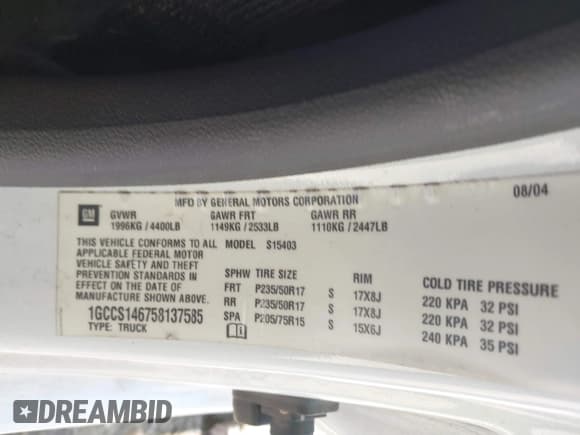 MFD BY GENERAL MOTORS CORPORATION 08/04
GM GVWR GAWR FRT GAWR RR
1996KG / 4400LB 1149KG / 2533LB 1110KG / 2447LB
THIS VEHICLE CONFORMS TO ALL MODEL S15403
APPLICABLE FEDERAL MOTOR
VEHICLE SAFETY AND THEFT
PREVENTION STANDARDS IN
EFFECT ON THE DATE OF
MANUFACTURE SHOWN ABOVE.
1GCCS146758137585
TYPE: TRUCK
SPHW TIRE SIZE RIM COLD TIRE PRESSURE
FRT P235/50R17 S 17X8J 220 KPA 32 PSI
RR P235/50R17 S 17X8J 220 KPA 32 PSI
SPA P205/75R15 S 15X6J 240 KPA 35 PSI
DREAMBID